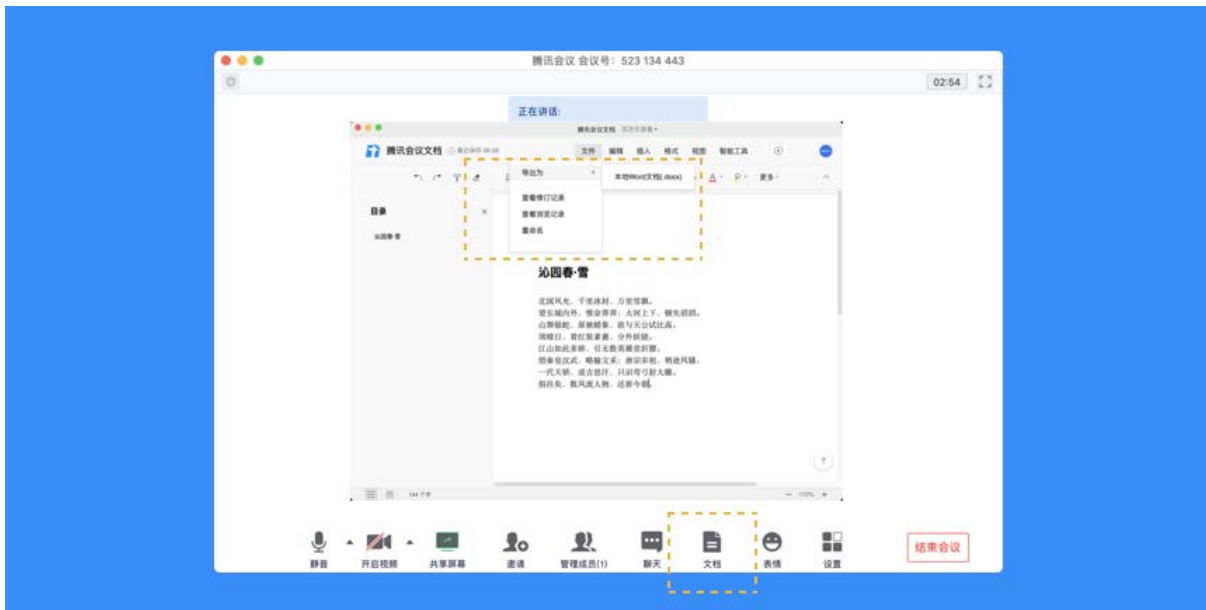 腾讯会议 会议号：523 134 443
02:54
正在讲话:
腾讯会议文档
腾讯会议文档
文件 编辑 插入 格式 视图 智能工具
更多
导出为
本地Word文档(.docx)
查看修订记录
查看浏览记录
重命名
目录
沁园春·雪
沁园春·雪
北国风光，千里冰封，万里雪飘。
望长城内外，惟余莽莽；大河上下，顿失滔滔。
山舞银蛇，原驰蜡象，欲与天公试比高。
须晴日，看红装素裹，分外妖娆。
江山如此多娇，引无数英雄竞折腰。
惜秦皇汉武，略输文采；唐宗宋祖，稍逊风骚。
一代天骄，成吉思汗，只识弯弓射大雕。
俱往矣，数风流人物，还看今朝。
静音 开启视频 共享屏幕 邀请 管理成员(1) 聊天 文档 表情 设置
结束会议